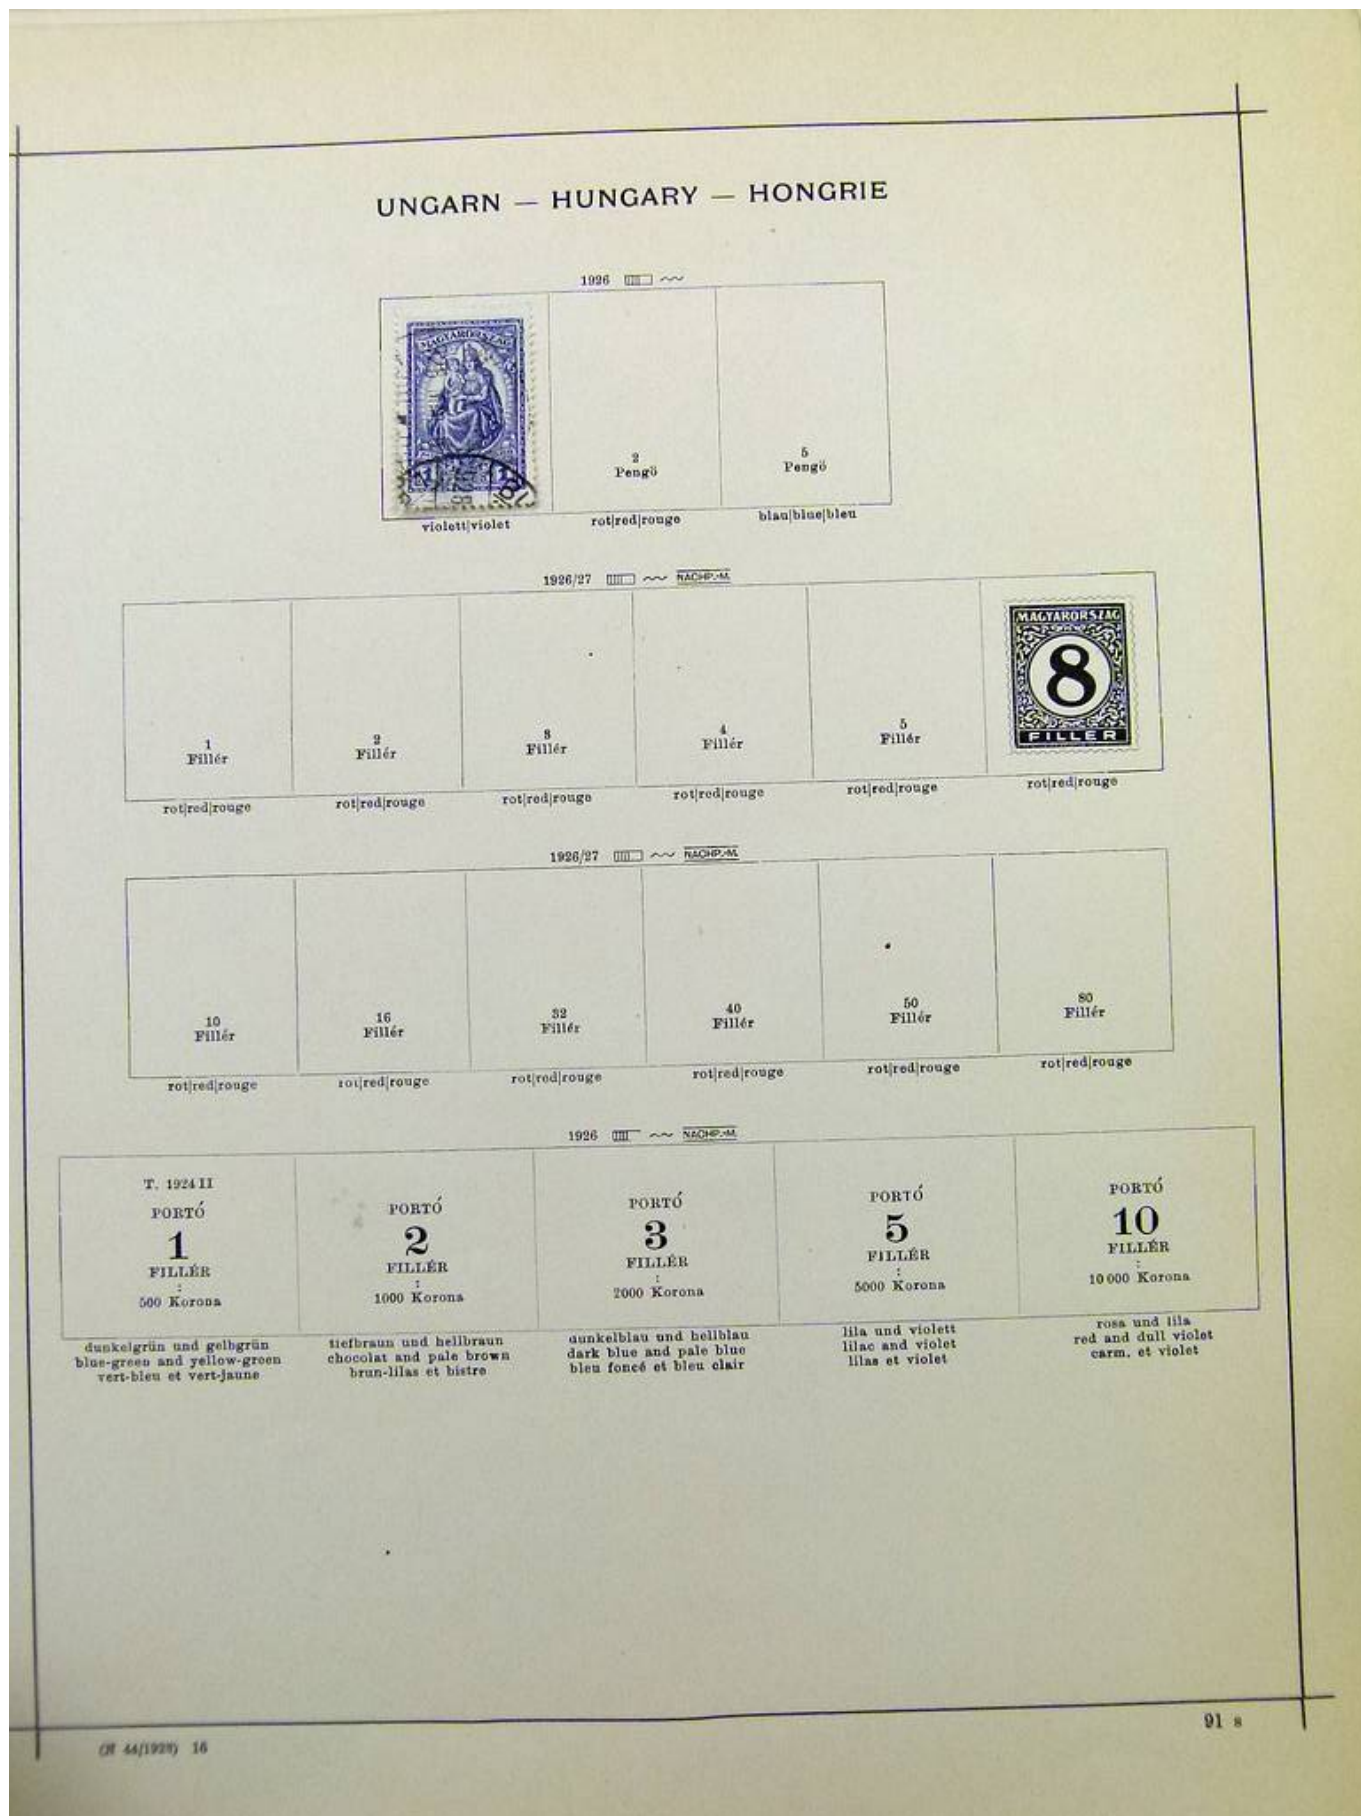 UNGARN — HUNGARY — HONGRIE
1926
MAGYARORSZÁG
1 1
2
Pengö
5
Pengö
violett|violet
rot|red|rouge
blau|blue|bleu
1926/27 NACHP.-M.
1
Fillér
2
Fillér
3
Fillér
4
Fillér
5
Fillér
MAGYARORSZÁG
8
FILLÉR
rot|red|rouge
rot|red|rouge
rot|red|rouge
rot|red|rouge
rot|red|rouge
rot|red|rouge
1926/27 NACHP.-M.
10
Fillér
16
Fillér
32
Fillér
40
Fillér
50
Fillér
80
Fillér
rot|red|rouge
rot|red|rouge
rot|red|rouge
rot|red|rouge
rot|red|rouge
rot|red|rouge
1926 NACHP.-M.
T. 1924 II
PORTÓ
1
FILLÉR
:
500 Korona
PORTÓ
2
FILLÉR
:
1000 Korona
PORTÓ
3
FILLÉR
:
2000 Korona
PORTÓ
5
FILLÉR
:
5000 Korona
PORTÓ
10
FILLÉR
:
10 000 Korona
dunkelgrün und gelbgrün
blue-green and yellow-green
vert-bleu et vert-jaune
tiefbraun und hellbraun
chocolat and pale brown
brun-lilas et bistre
dunkelblau und hellblau
dark blue and pale blue
bleu foncé et bleu clair
lila und violett
lilac and violet
lilas et violet
rosa und lila
red and dull violet
carm. et violet
91 s
44/1928) 16